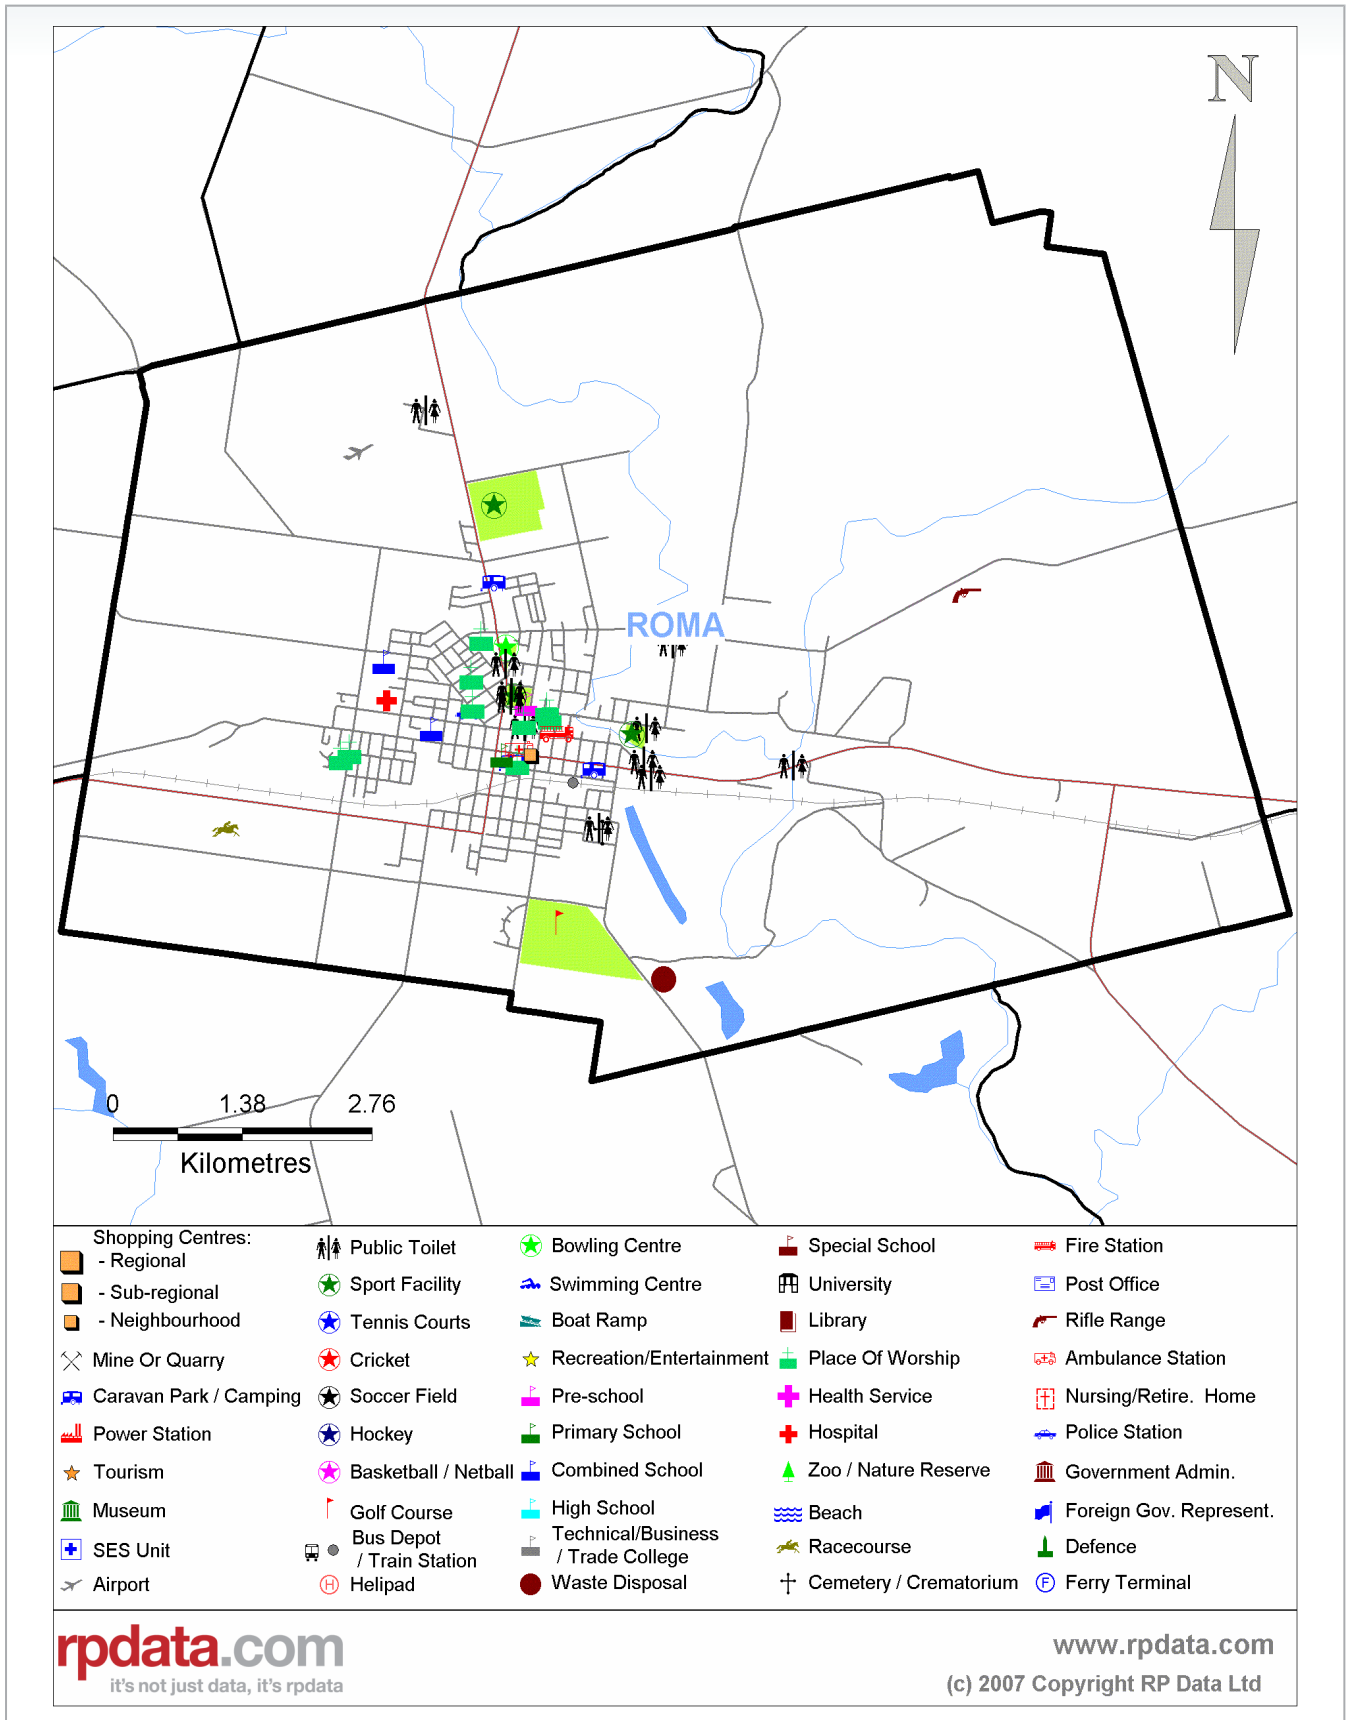 N
ROMA
0 1.38 2.76
Kilometres
Shopping Centres:
- Regional
- Sub-regional
- Neighbourhood
Mine Or Quarry
Caravan Park / Camping
Power Station
Tourism
Museum
SES Unit
Airport
Public Toilet
Sport Facility
Tennis Courts
Cricket
Soccer Field
Hockey
Basketball / Netball
Golf Course
Bus Depot
/ Train Station
H Helipad
Bowling Centre
Swimming Centre
Boat Ramp
Recreation/Entertainment
Pre-school
Primary School
Combined School
High School
Technical/Business
/ Trade College
Waste Disposal
Special School
University
Library
Place Of Worship
Health Service
Hospital
Zoo / Nature Reserve
Beach
Racecourse
Cemetery / Crematorium
Fire Station
Post Office
Rifle Range
Ambulance Station
Nursing/Retire. Home
Police Station
Government Admin.
Foreign Gov. Represent.
Defence
F Ferry Terminal
rpdata.com
it's not just data, it's rpdata
www.rpdata.com
(c) 2007 Copyright RP Data Ltd